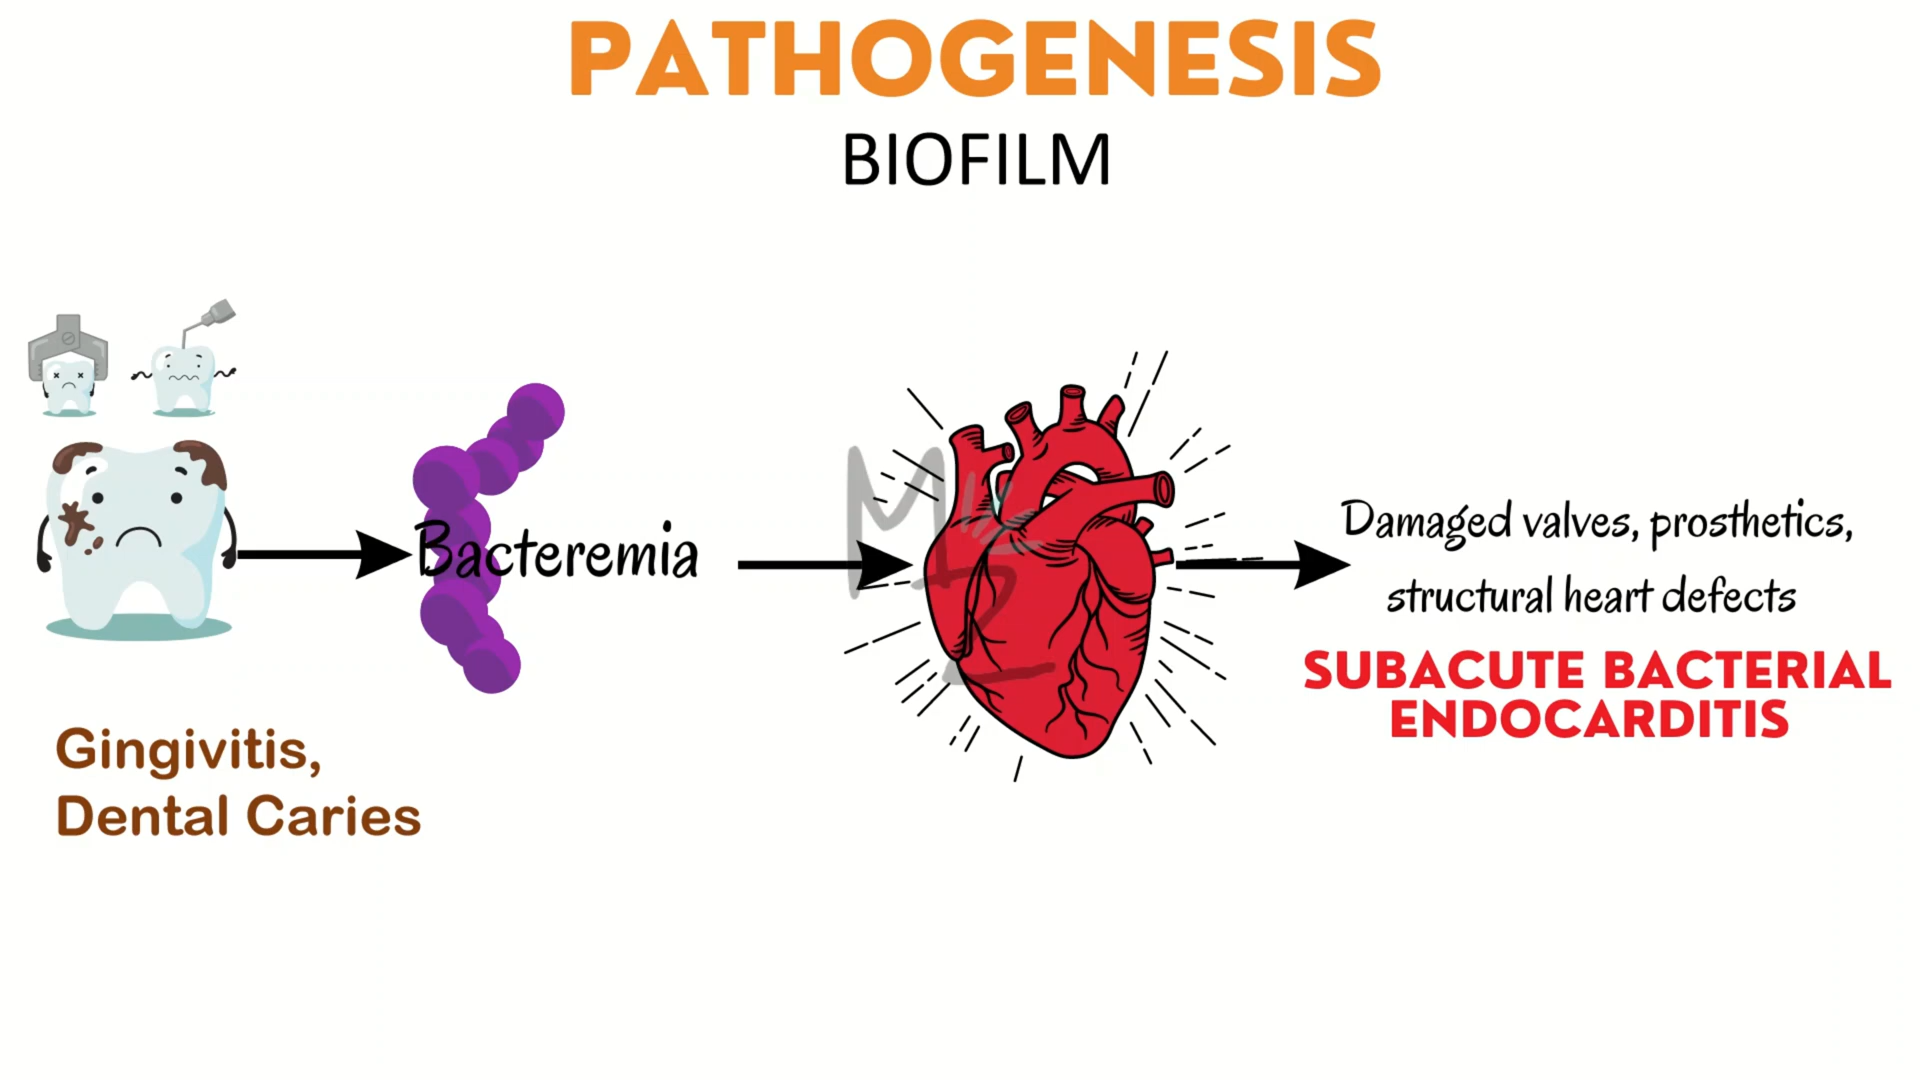 PATHOGENESIS
BIOFILM
Bacteremia
Damaged valves, prosthetics,
structural heart defects
SUBACUTE BACTERIAL
ENDOCARDITIS
Gingivitis,
Dental Caries